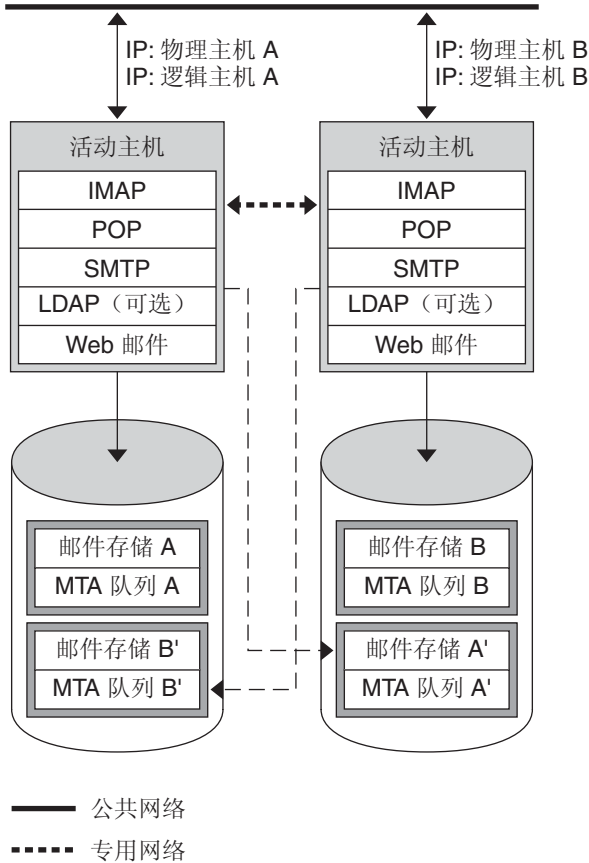 IP: 物理主机 A
IP: 逻辑主机 A
IP: 物理主机 B
IP: 逻辑主机 B
活动主机
IMAP
POP
SMTP
LDAP（可选）
Web 邮件
活动主机
IMAP
POP
SMTP
LDAP（可选）
Web 邮件
邮件存储 A
MTA 队列 A
邮件存储 B'
MTA 队列 B'
邮件存储 B
MTA 队列 B
邮件存储 A'
MTA 队列 A'
公共网络
专用网络